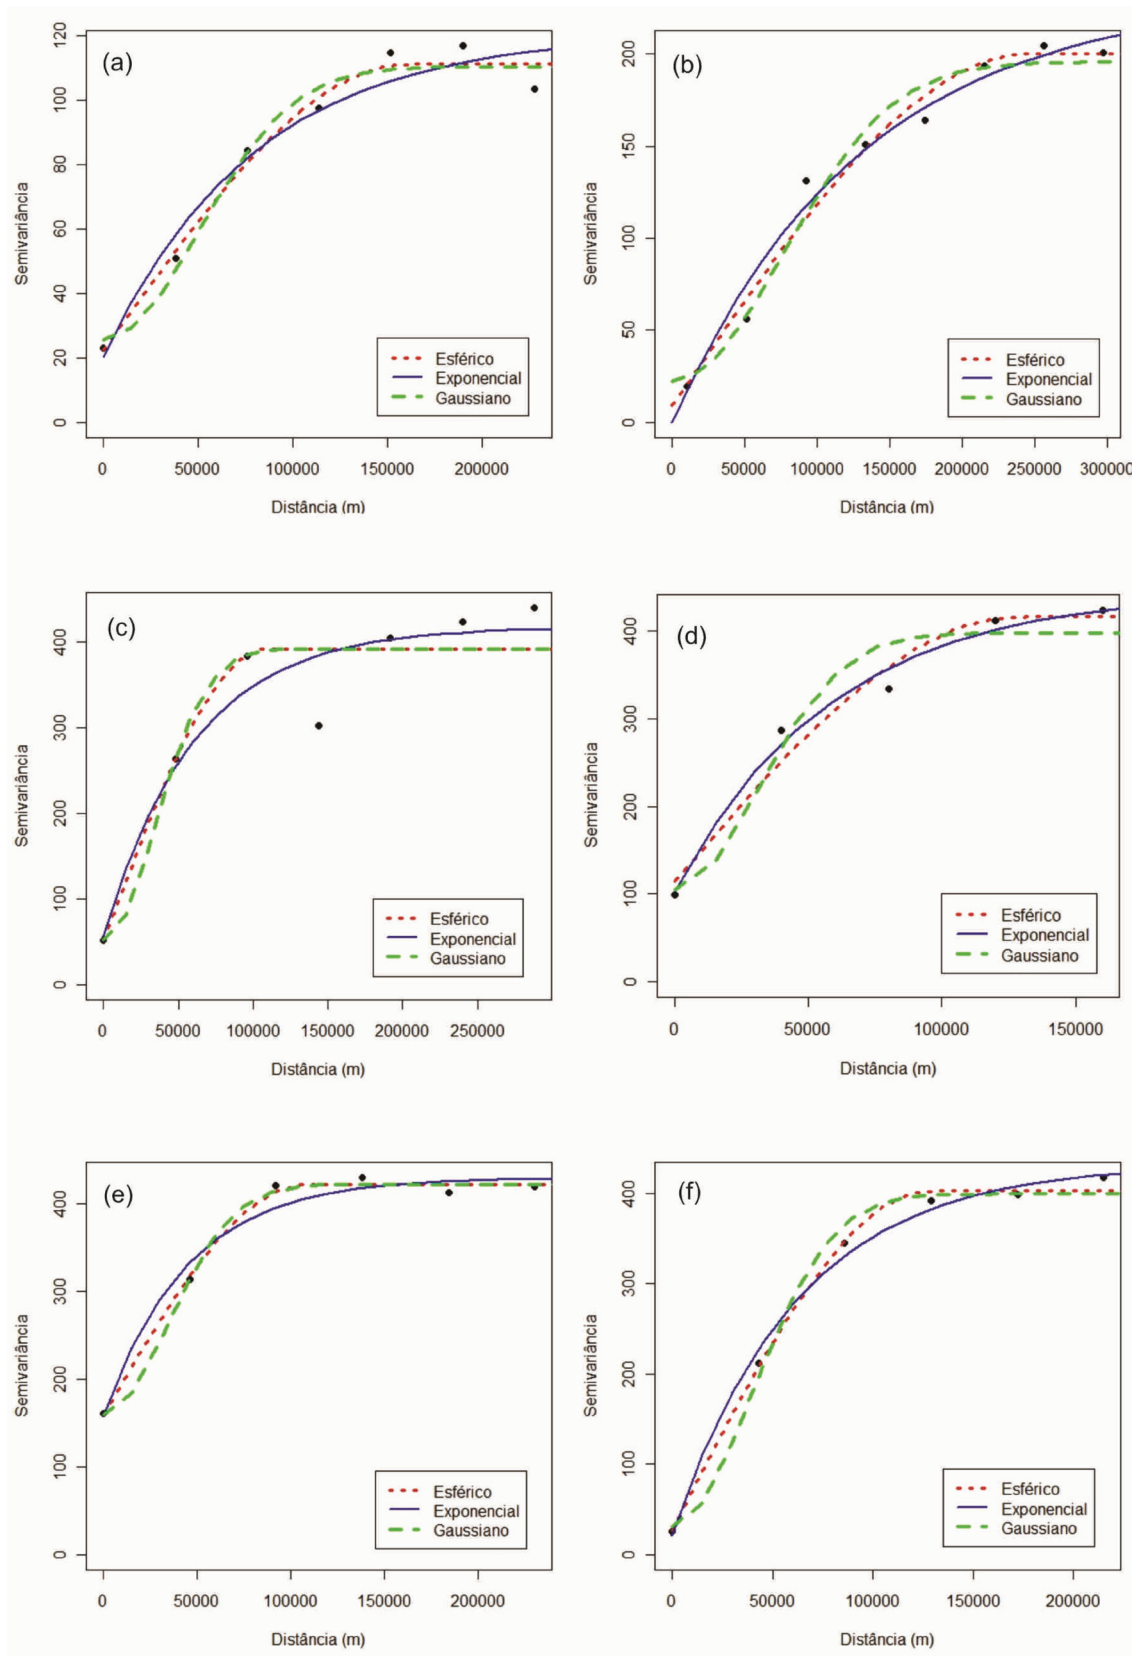 (a)
Semivariância
120
100
80
60
40
20
0
Esférico
Exponencial
Gaussiano
0 50000 100000 150000 200000
Distância (m)
(b)
Semivariância
200
150
100
50
0
Esférico
Exponencial
Gaussiano
0 50000 100000 150000 200000 250000 300000
Distância (m)
(c)
Semivariância
400
300
200
100
0
Esférico
Exponencial
Gaussiano
0 50000 100000 150000 200000 250000
Distância (m)
(d)
Semivariância
400
300
200
100
0
Esférico
Exponencial
Gaussiano
0 50000 100000 150000
Distância (m)
(e)
Semivariância
400
300
200
100
0
Esférico
Exponencial
Gaussiano
0 50000 100000 150000 200000
Distância (m)
(f)
Semivariância
400
300
200
100
0
Esférico
Exponencial
Gaussiano
0 50000 100000 150000 200000
Distância (m)